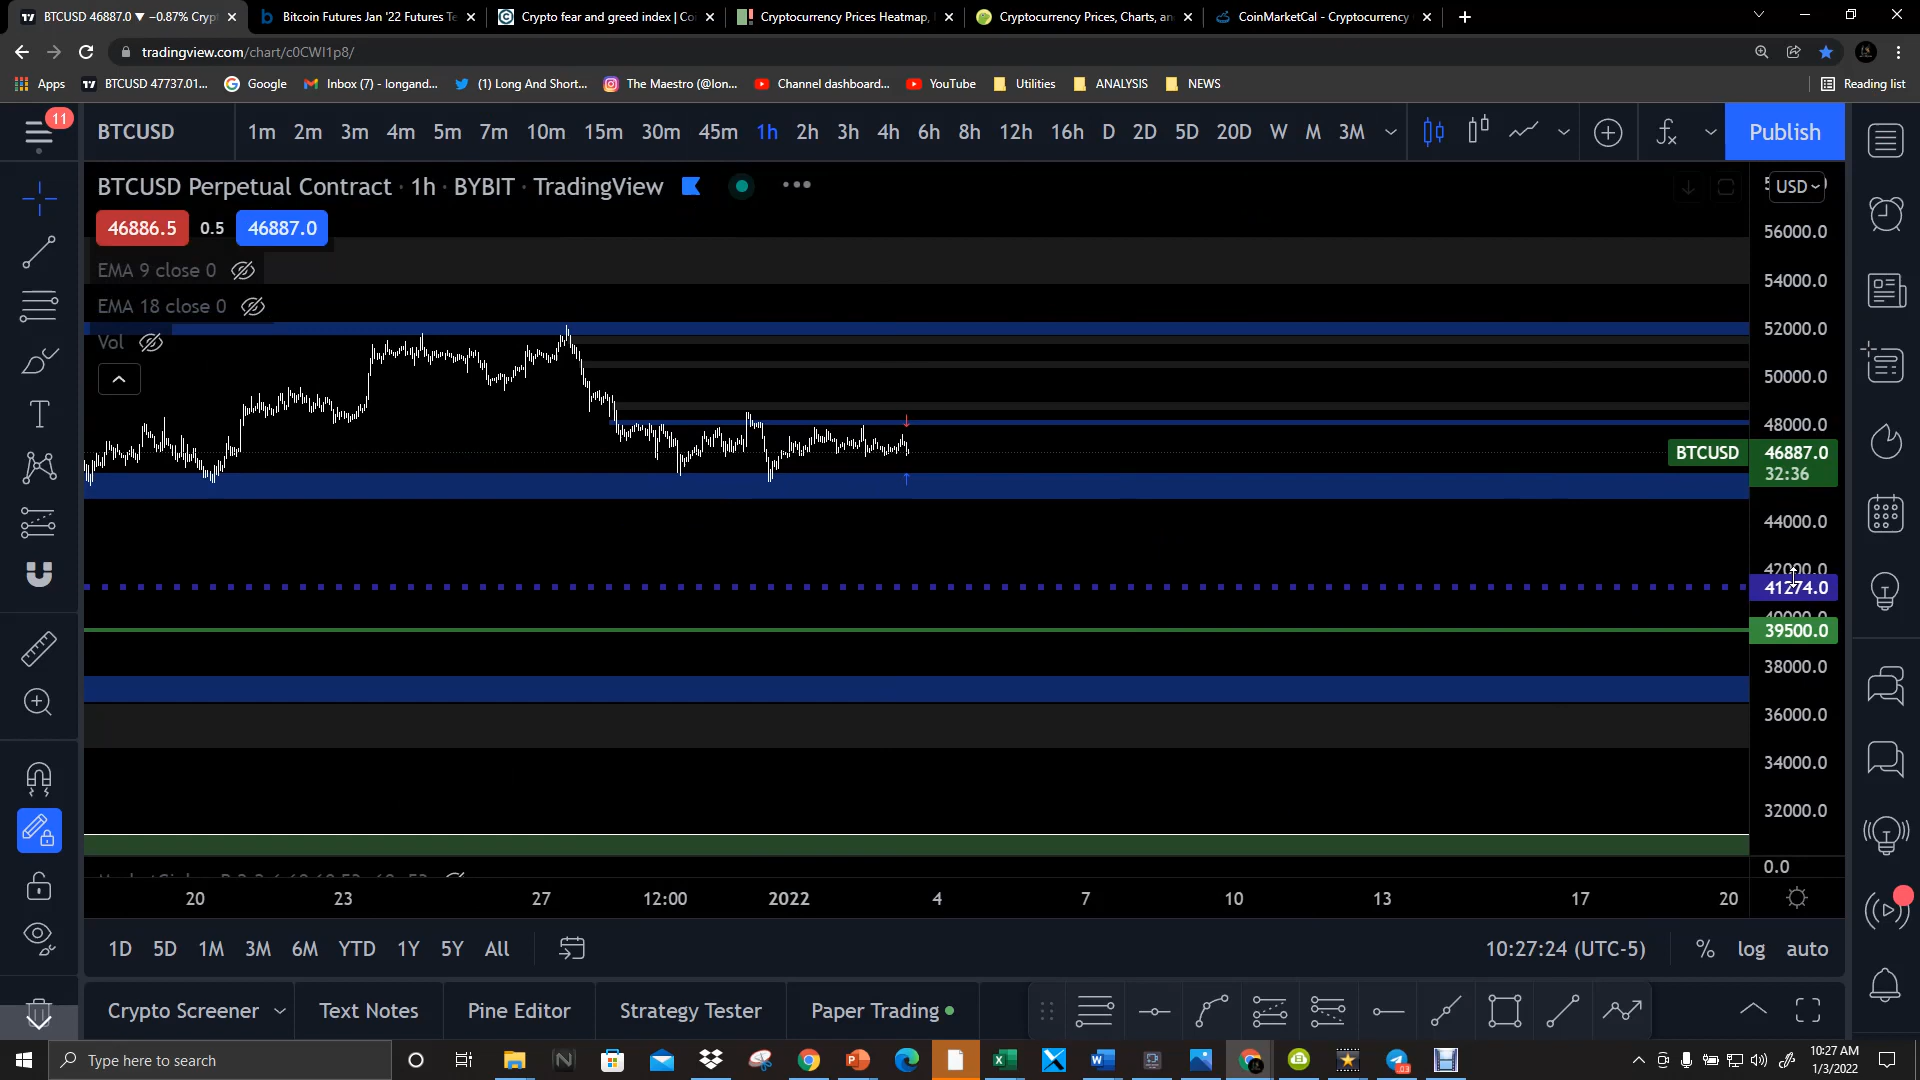 BTCUSD 46887.0 ▼ −0.87% Cryp
Bitcoin Futures Jan '22 Futures Te
Crypto fear and greed index | Co
Cryptocurrency Prices Heatmap,
Cryptocurrency Prices, Charts, an
CoinMarketCal - Cryptocurrency
tradingview.com/chart/c0CWI1p8/
Apps
BTCUSD 47737.01...
Google
Inbox (7) - longand...
(1) Long And Short...
The Maestro (@lon...
Channel dashboard...
YouTube
Utilities
ANALYSIS
NEWS
Reading list
11
BTCUSD
1m 2m 3m 4m 5m 7m 10m 15m 30m 45m 1h 2h 3h 4h 6h 8h 12h 16h D 2D 5D 20D W M 3M
Publish
BTCUSD Perpetual Contract · 1h · BYBIT · TradingView
USD
46886.5 0.5 46887.0
56000.0
EMA 9 close 0
54000.0
EMA 18 close 0
52000.0
Vol
50000.0
48000.0
BTCUSD 46887.0
32:36
44000.0
42000.0
41274.0
40000.0
39500.0
38000.0
36000.0
34000.0
32000.0
0.0
20 23 27 12:00 2022 4 7 10 13 17 20
1D 5D 1M 3M 6M YTD 1Y 5Y All
10:27:24 (UTC-5) % log auto
Crypto Screener Text Notes Pine Editor Strategy Tester Paper Trading
Type here to search
10:27 AM
1/3/2022